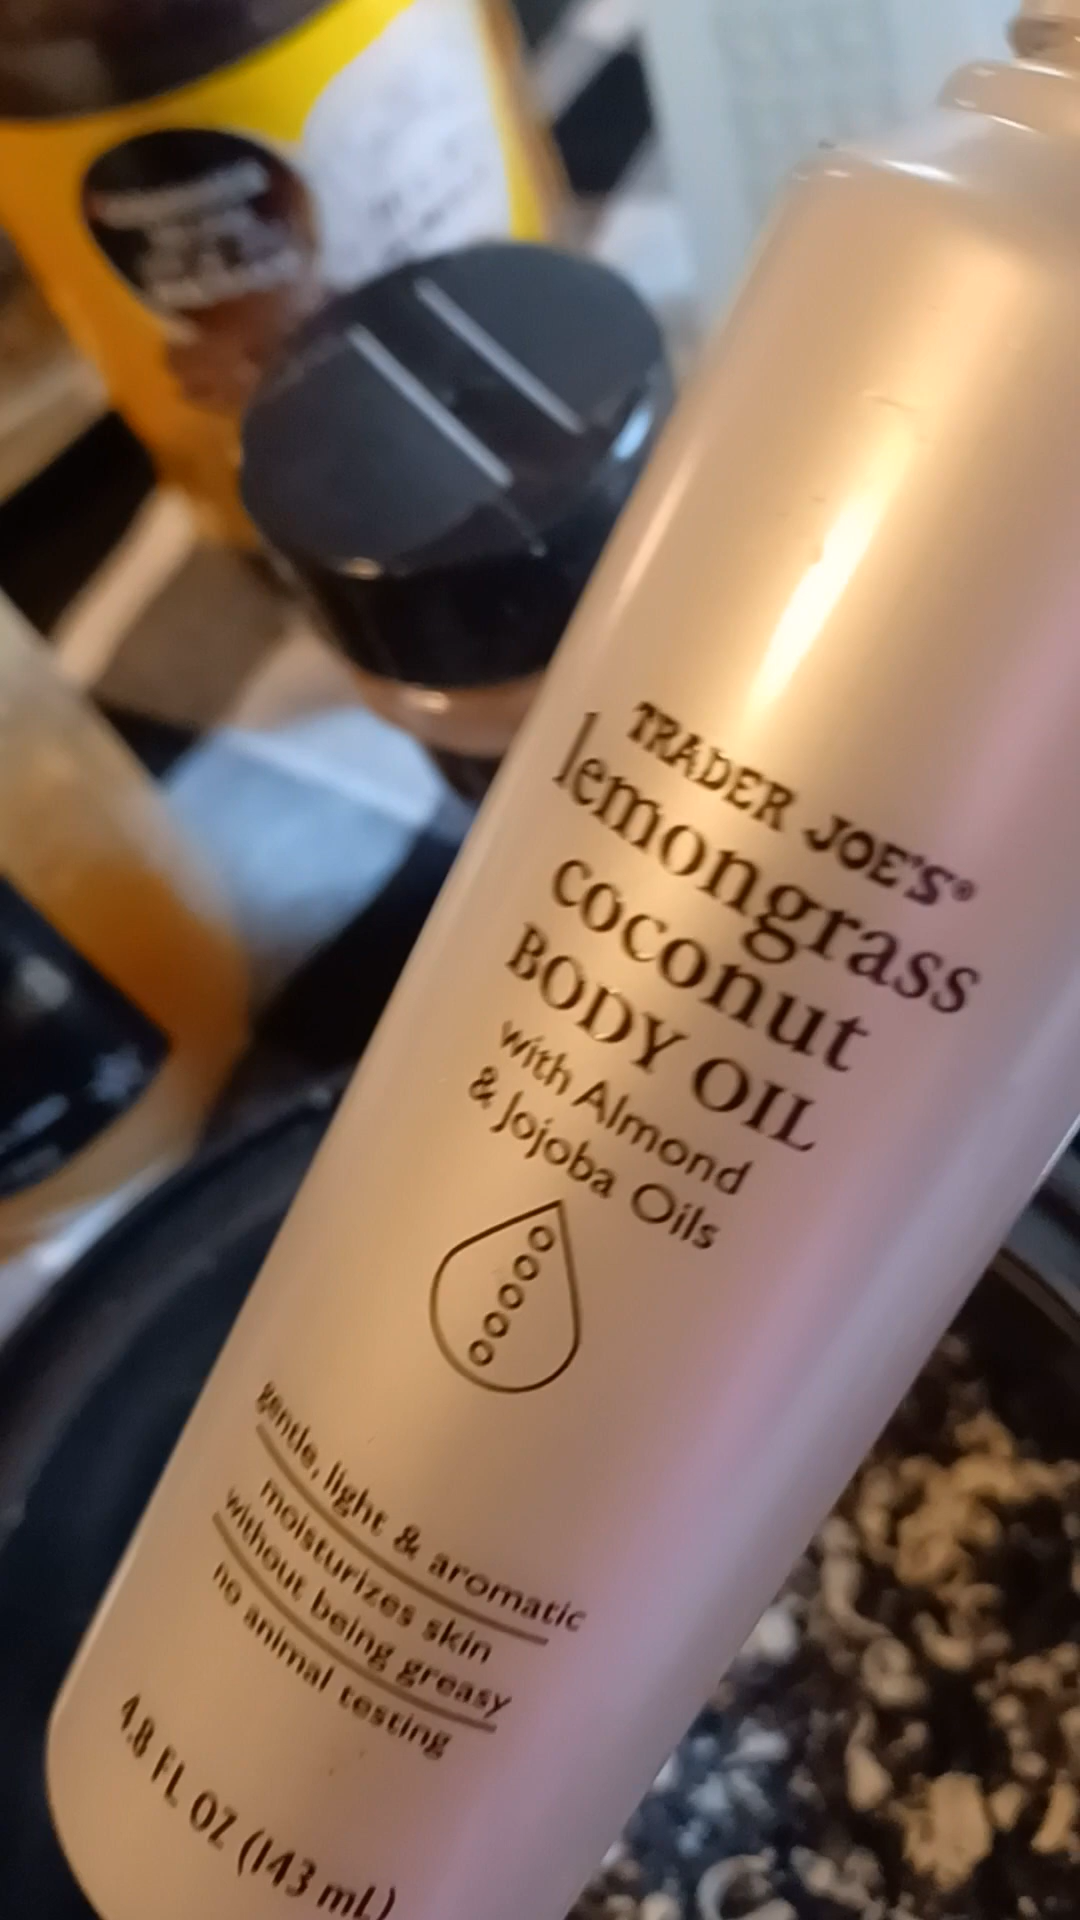 TRADER JOE'S®
lemongrass
coconut
BODY OIL
with Almond
& Jojoba Oils
gentle, light & aromatic
moisturizes skin
without being greasy
no animal testing
4.8 FL OZ (143 mL)